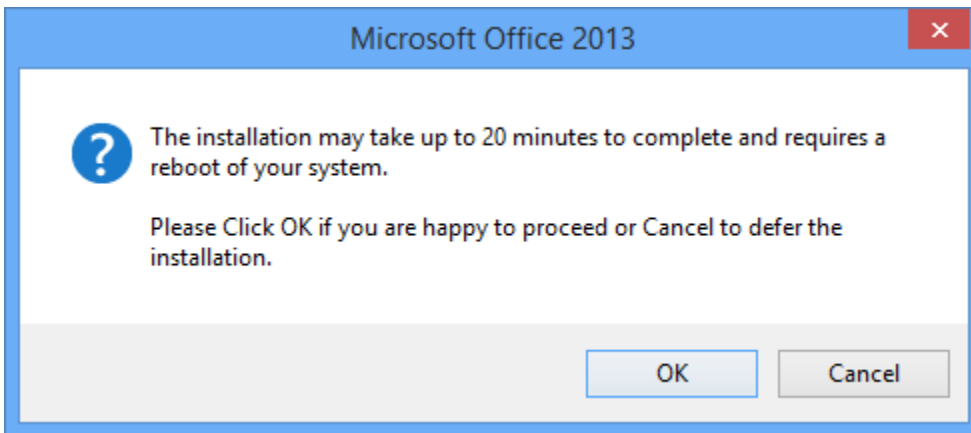 Microsoft Office 2013
The installation may take up to 20 minutes to complete and requires a
reboot of your system.
Please Click OK if you are happy to proceed or Cancel to defer the
installation.
OK
Cancel